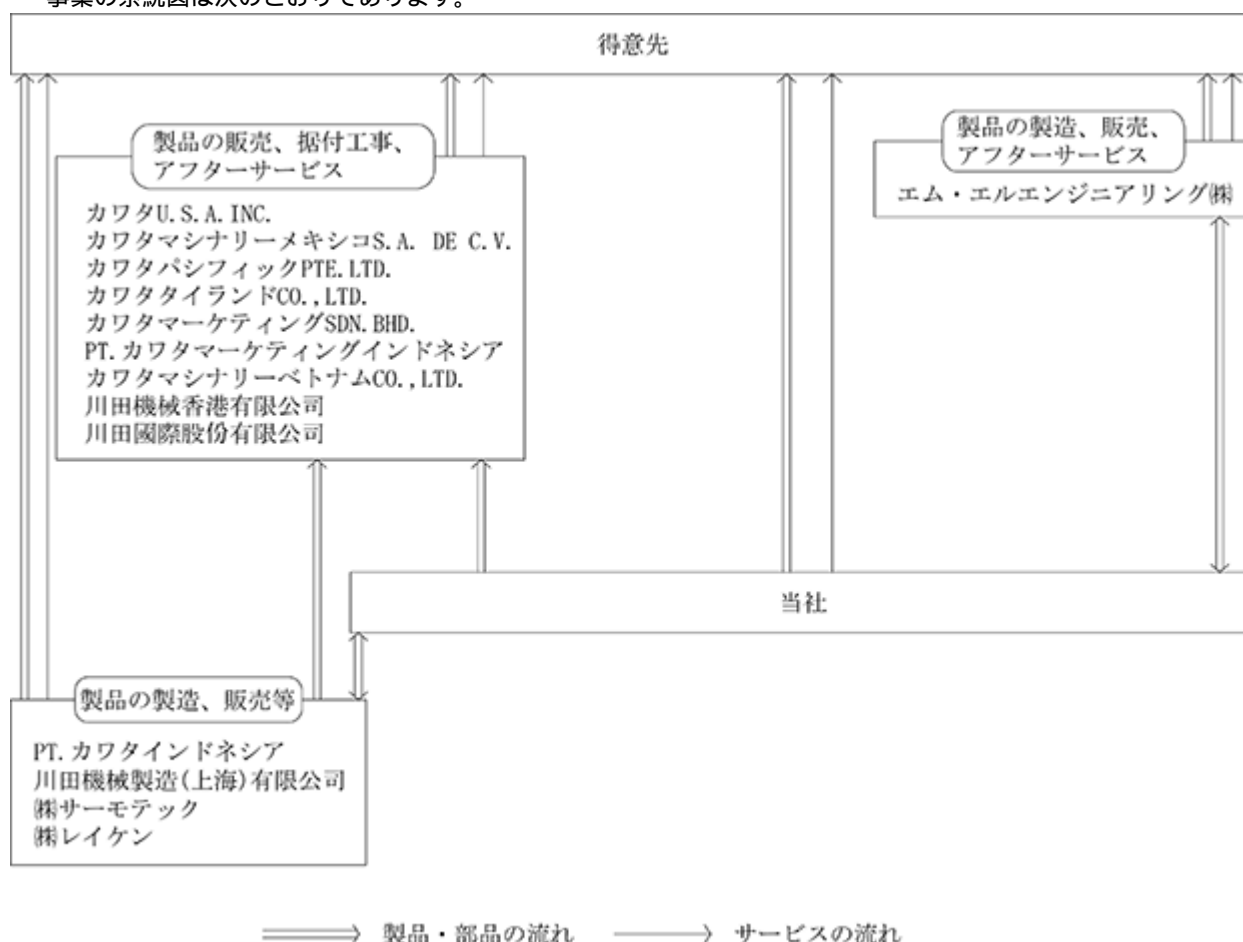 事業の系統図は次のとおりであります。
得意先
製品の販売、据付工事、
アフターサービス
カワタU.S.A.INC.
カワタマシナリーメキシコS.A. DE C.V.
カワタパシフィックPTE.LTD.
カワタタイランドCO.,LTD.
カワタマーケティングSDN.BHD.
PT.カワタマーケティングインドネシア
カワタマシナリーベトナムCO.,LTD.
川田機械香港有限公司
川田國際股份有限公司
製品の製造、販売、
アフターサービス
エム・エルエンジニアリング㈱
当社
製品の製造、販売等
PT.カワタインドネシア
川田機械製造(上海)有限公司
㈱サーモテック
㈱レイケン
製品・部品の流れ
サービスの流れ